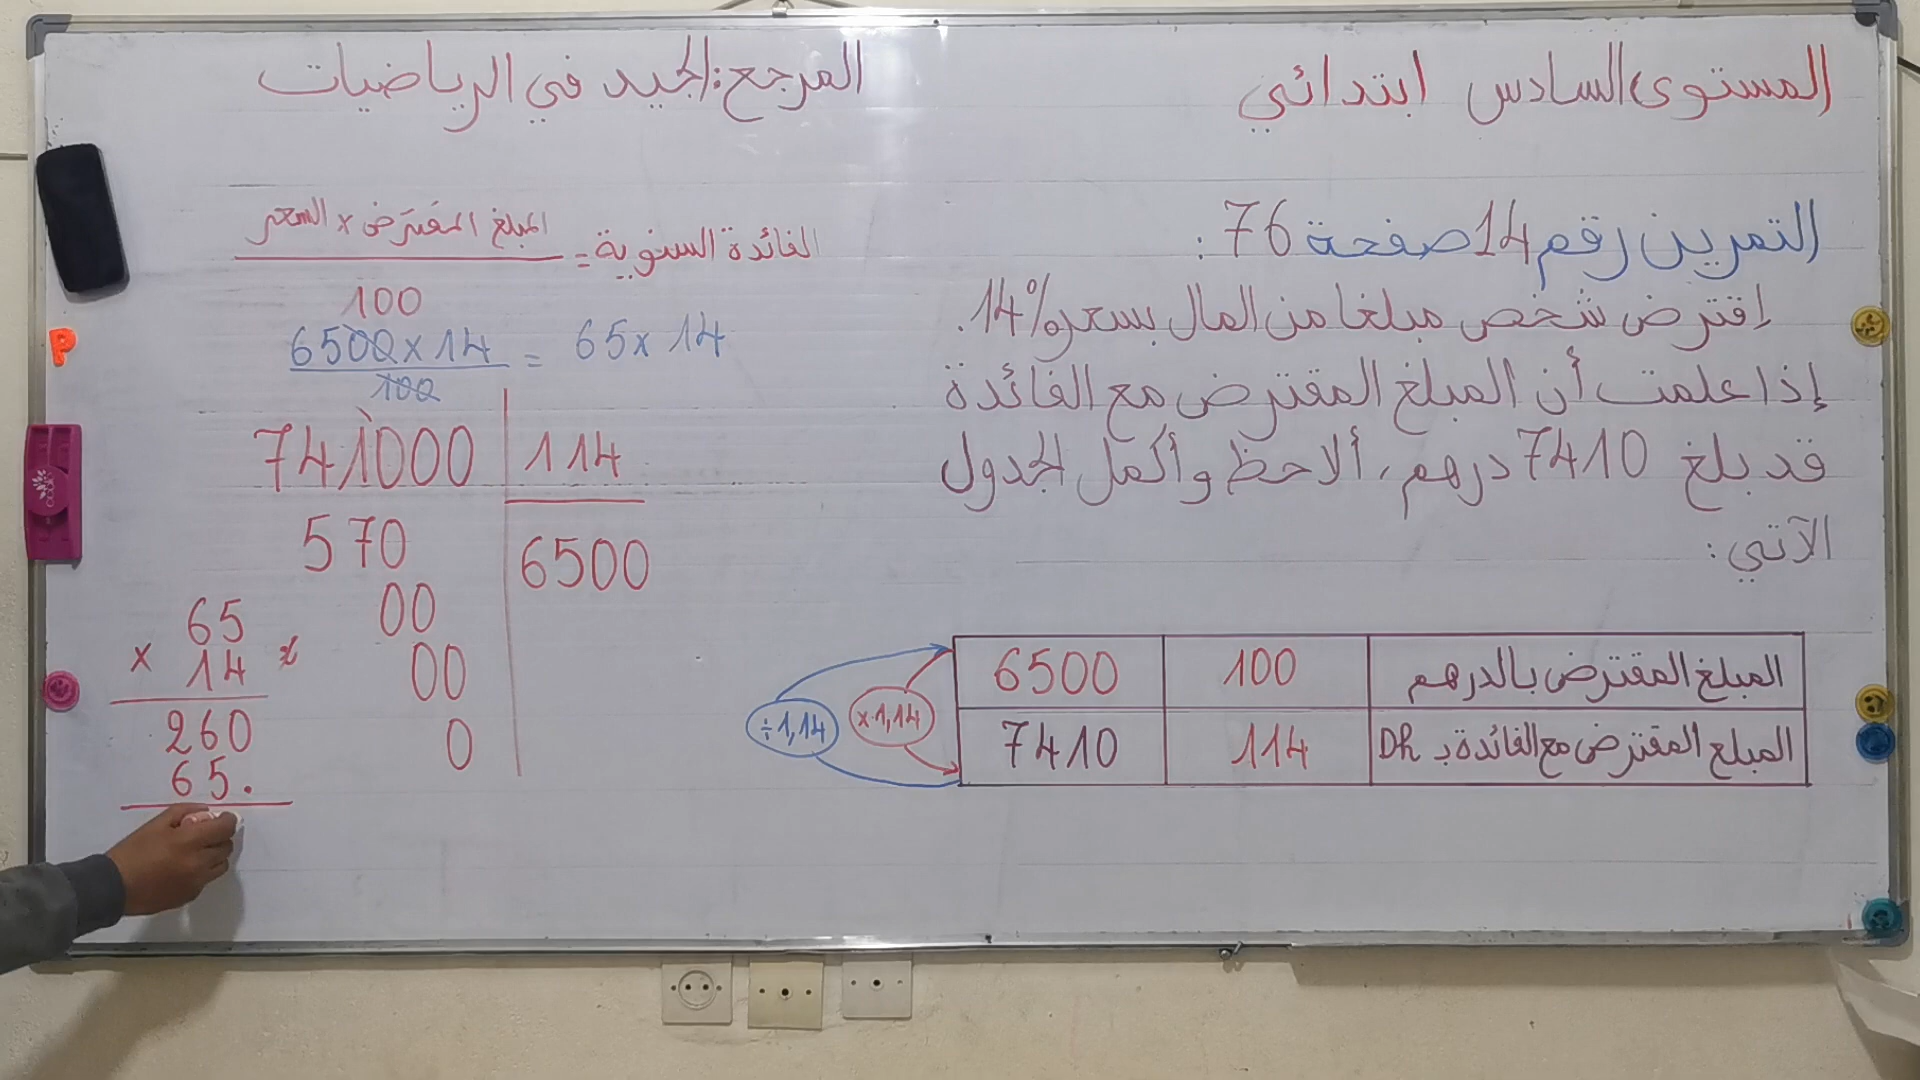 المستوى السادس ابتدائي
المرجع: الجيد في الرياضيات
التمرين رقم 14 صفحة 76:
إقترض شخص مبلغا من المال بسعر 14%.
إذا علمت أن المبلغ المقترض مع الفائدة
قد بلغ 7410 درهم، ألاحظ وأكمل الجدول
الآتي:
المبلغ المقترض بالدرهم 100 6500
المبلغ المقترض مع الفائدة بـ Dh 114 7410
×1,14
÷1,14
الفائدة السنوية = المبلغ المقترض × السعر
100
6500 × 14 = 65 × 14
100
741000 114
570 6500
00
00
0
65
× 14
260
65.
P